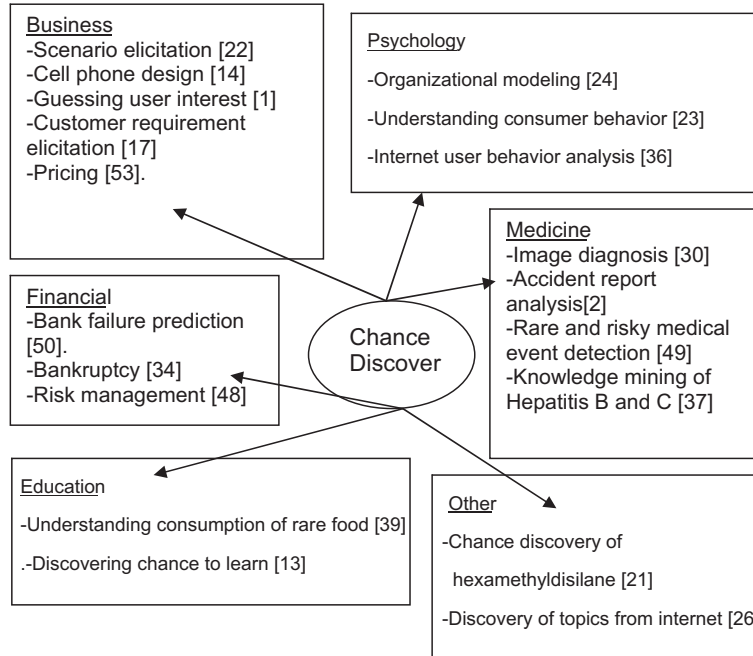 Business
-Scenario elicitation [22]
-Cell phone design [14]
-Guessing user interest [1]
-Customer requirement
elicitation [17]
-Pricing [53].
Psychology
-Organizational modeling [24]
-Understanding consumer behavior [23]
-Internet user behavior analysis [36]
Medicine
-Image diagnosis [30]
-Accident report
analysis[2]
-Rare and risky medical
event detection [49]
-Knowledge mining of
Hepatitis B and C [37]
Financial
-Bank failure prediction
[50].
-Bankruptcy [34]
-Risk management [48]
Chance
Discover
Education
-Understanding consumption of rare food [39]
.-Discovering chance to learn [13]
Other
-Chance discovery of
hexamethyldisilane [21]
-Discovery of topics from internet [26